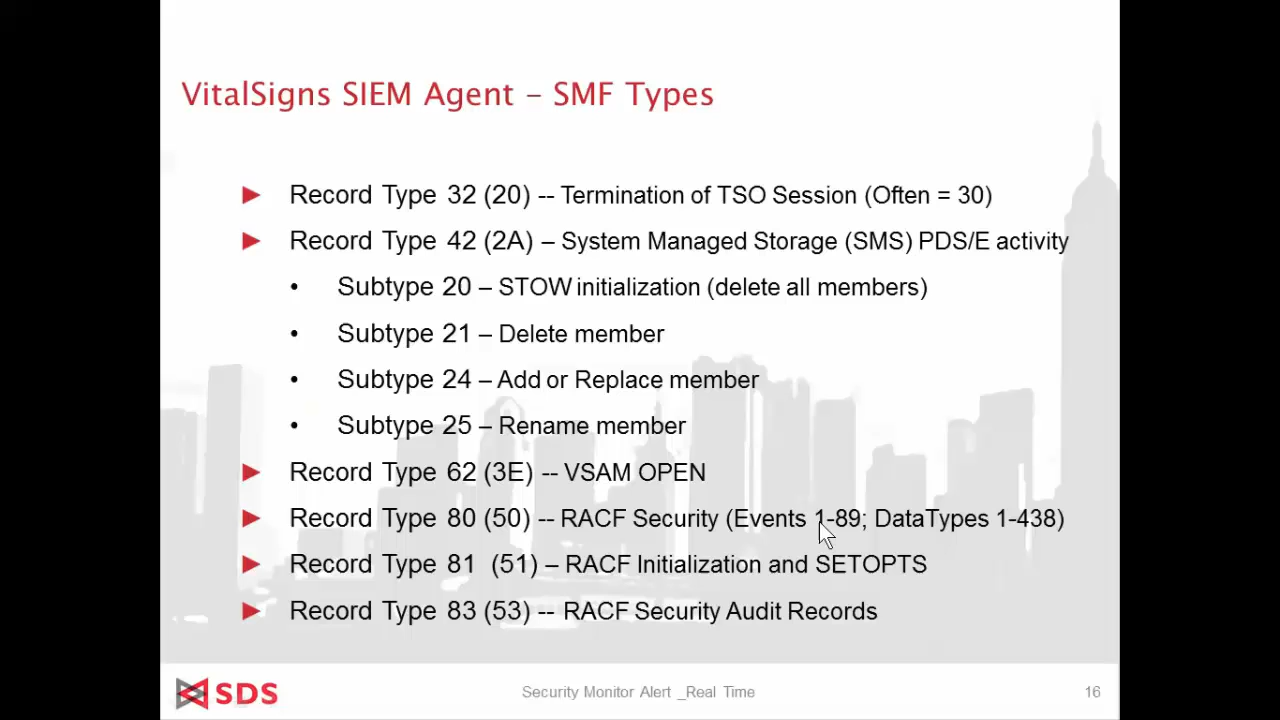 VitalSigns SIEM Agent – SMF Types
► Record Type 32 (20) -- Termination of TSO Session (Often = 30)
► Record Type 42 (2A) – System Managed Storage (SMS) PDS/E activity
• Subtype 20 – STOW initialization (delete all members)
• Subtype 21 – Delete member
• Subtype 24 – Add or Replace member
• Subtype 25 – Rename member
► Record Type 62 (3E) -- VSAM OPEN
► Record Type 80 (50) -- RACF Security (Events 1-89; DataTypes 1-438)
► Record Type 81 (51) – RACF Initialization and SETOPTS
► Record Type 83 (53) -- RACF Security Audit Records
SDS
Security Monitor Alert _Real Time
16